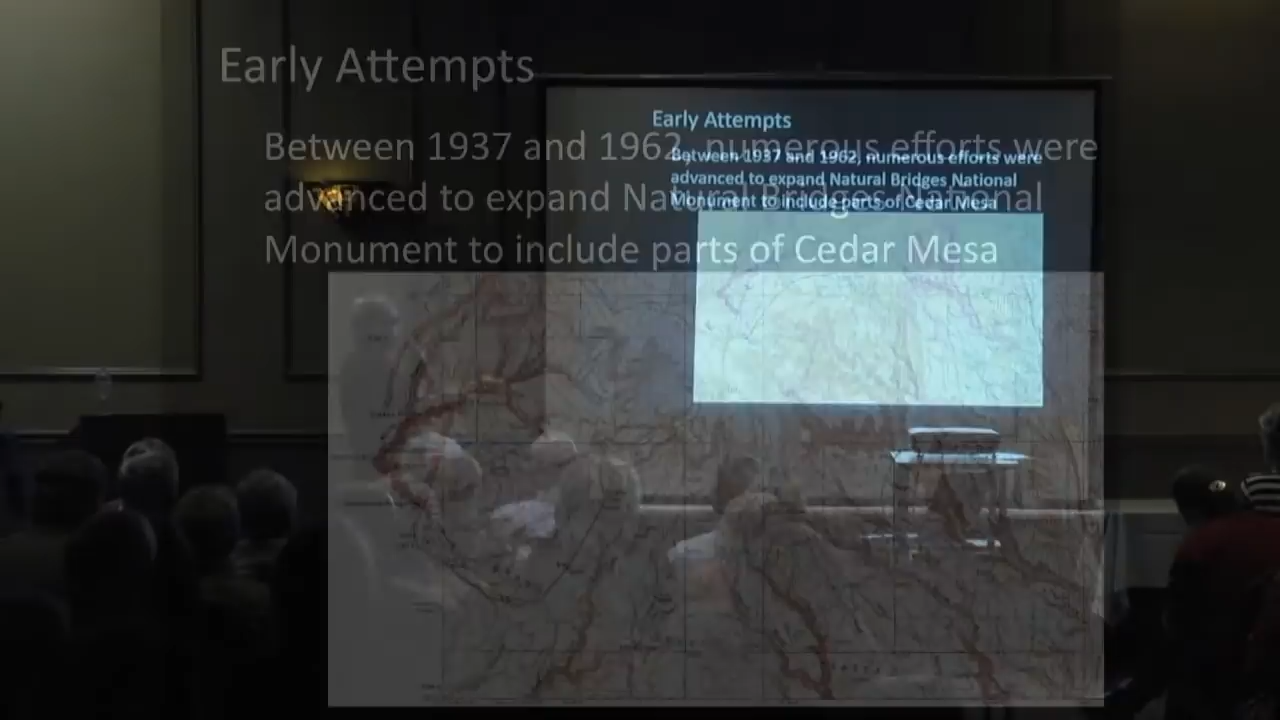 Early Attempts
Between 1937 and 1962, numerous efforts were
advanced to expand Natural Bridges National
Monument to include parts of Cedar Mesa
Early Attempts
Between 1937 and 1962, numerous efforts were
advanced to expand Natural Bridges National
Monument to include parts of Cedar Mesa